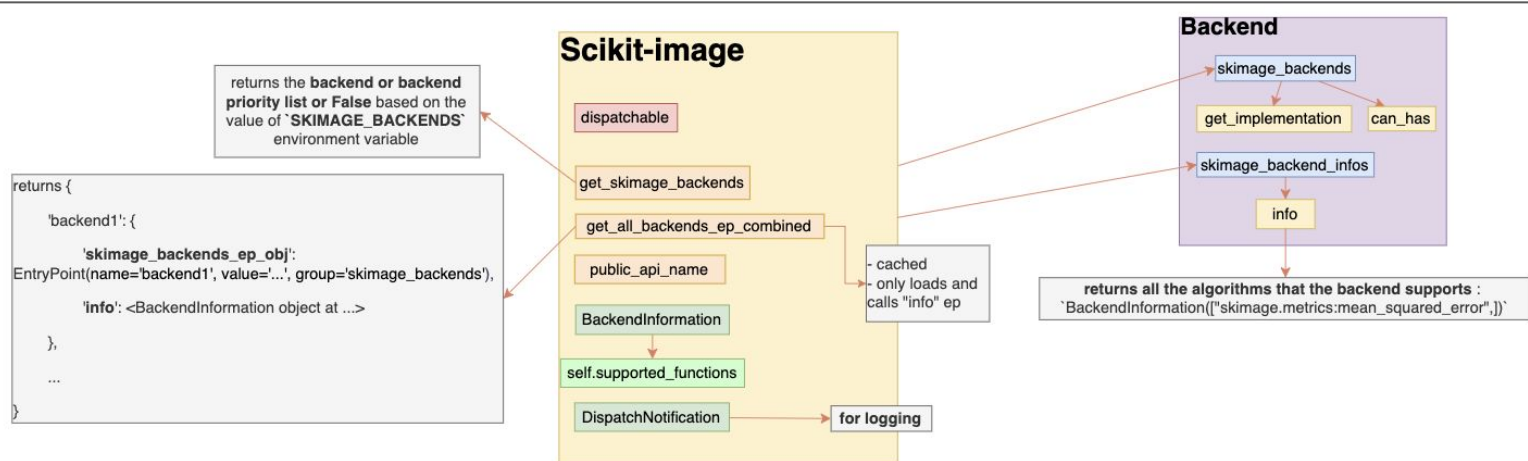 Scikit-image
dispatchable
get_skimage_backends
returns the backend or backend
priority list or False based on the
value of `SKIMAGE_BACKENDS`
environment variable
get_all_backends_ep_combined
returns {
'backend1': {
'skimage_backends_ep_obj':
EntryPoint(name='backend1', value='...', group='skimage_backends'),
'info': <BackendInformation object at ...>
},
...
}
- cached
- only loads and
calls "info" ep
public_api_name
BackendInformation
self.supported_functions
DispatchNotification
for logging
Backend
skimage_backends
get_implementation
can_has
skimage_backend_infos
info
returns all the algorithms that the backend supports :
`BackendInformation(["skimage.metrics:mean_squared_error",])`